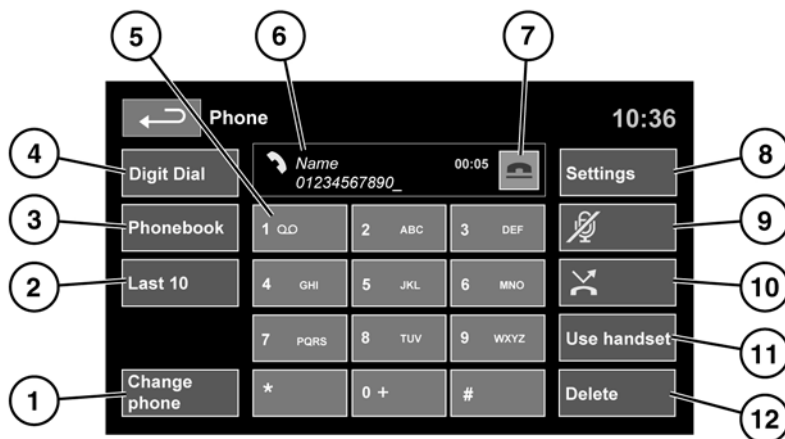 5 6 7
Phone 10:36
4 Digit Dial Name 00:05 Settings 8
01234567890_
3 Phonebook 1 2 ABC 3 DEF 9
2 Last 10 4 GHI 5 JKL 6 MNO 10
7 PQRS 8 TUV 9 WXYZ Use handset 11
1 Change phone * 0 + # Delete 12